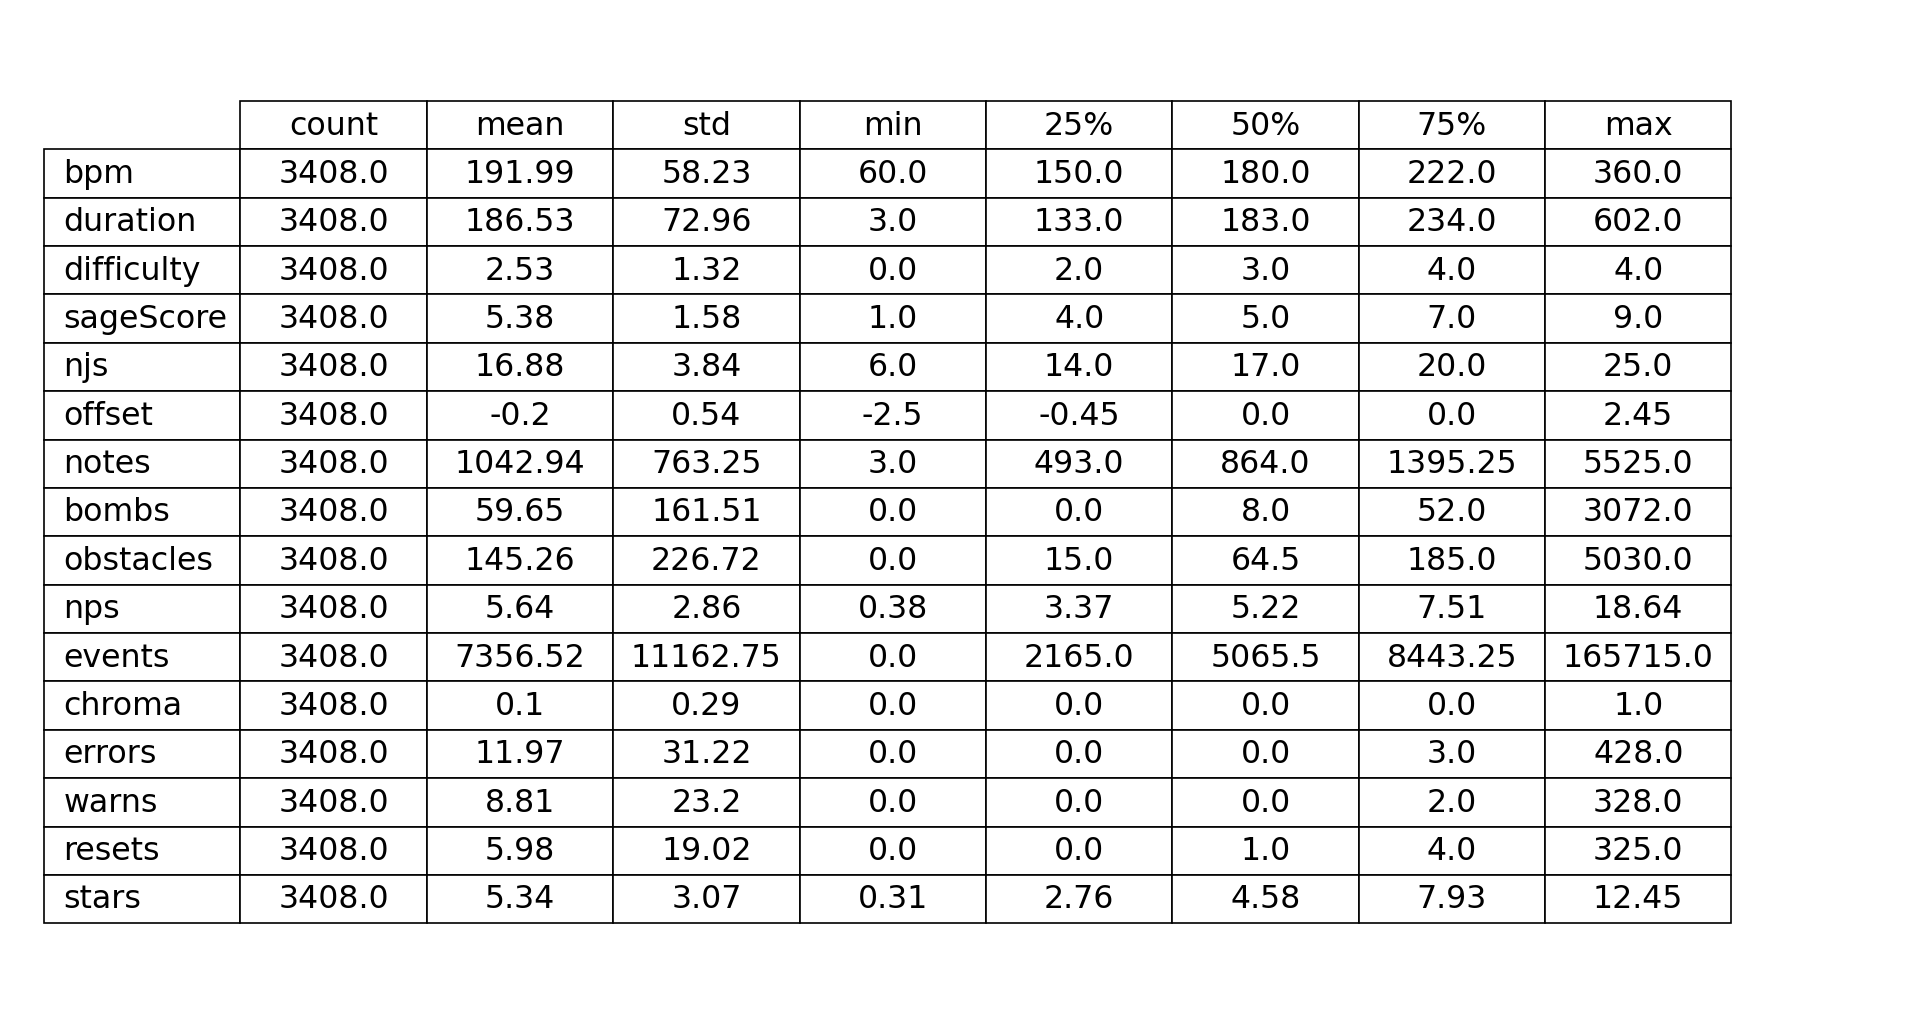 count mean std min 25% 50% 75% max
bpm 3408.0 191.99 58.23 60.0 150.0 180.0 222.0 360.0
duration 3408.0 186.53 72.96 3.0 133.0 183.0 234.0 602.0
difficulty 3408.0 2.53 1.32 0.0 2.0 3.0 4.0 4.0
sageScore 3408.0 5.38 1.58 1.0 4.0 5.0 7.0 9.0
njs 3408.0 16.88 3.84 6.0 14.0 17.0 20.0 25.0
offset 3408.0 -0.2 0.54 -2.5 -0.45 0.0 0.0 2.45
notes 3408.0 1042.94 763.25 3.0 493.0 864.0 1395.25 5525.0
bombs 3408.0 59.65 161.51 0.0 0.0 8.0 52.0 3072.0
obstacles 3408.0 145.26 226.72 0.0 15.0 64.5 185.0 5030.0
nps 3408.0 5.64 2.86 0.38 3.37 5.22 7.51 18.64
events 3408.0 7356.52 11162.75 0.0 2165.0 5065.5 8443.25 165715.0
chroma 3408.0 0.1 0.29 0.0 0.0 0.0 0.0 1.0
errors 3408.0 11.97 31.22 0.0 0.0 0.0 3.0 428.0
warns 3408.0 8.81 23.2 0.0 0.0 0.0 2.0 328.0
resets 3408.0 5.98 19.02 0.0 0.0 1.0 4.0 325.0
stars 3408.0 5.34 3.07 0.31 2.76 4.58 7.93 12.45